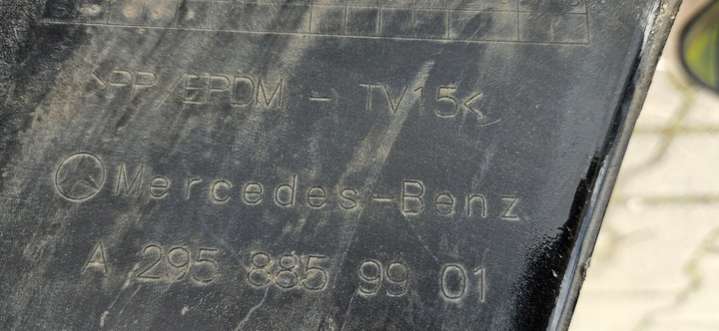 >PP EPDM - TV15<
Mercedes-Benz
A 295 885 99 01